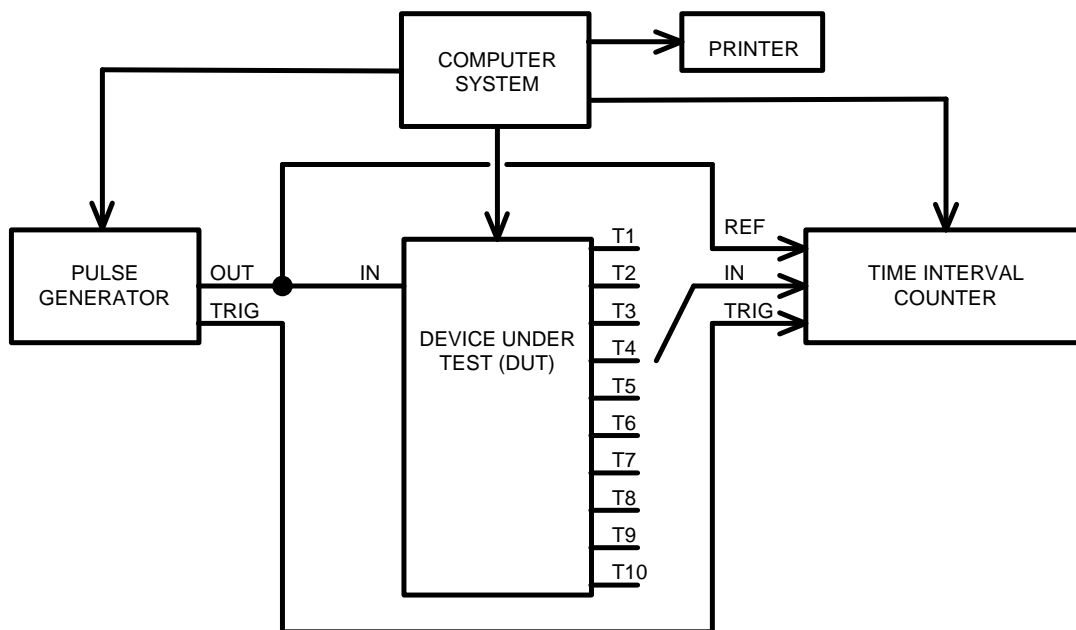 COMPUTER
SYSTEM
PRINTER
PULSE
GENERATOR
OUT
TRIG
IN
DEVICE UNDER
TEST (DUT)
T1
T2
T3
T4
T5
T6
T7
T8
T9
T10
REF
IN
TRIG
TIME INTERVAL
COUNTER